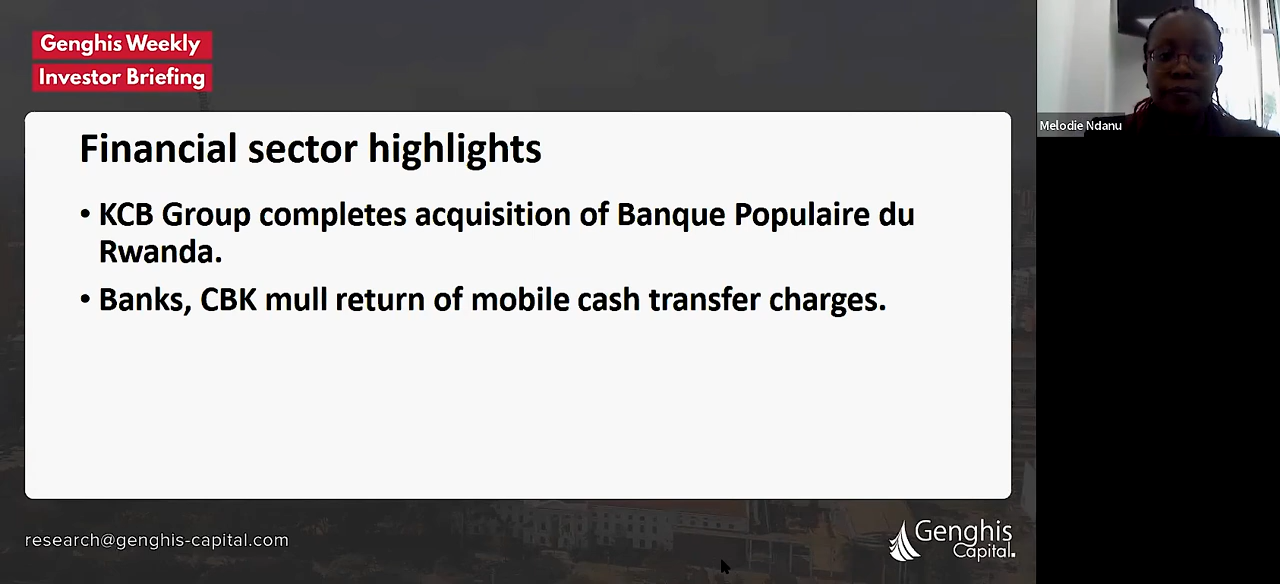 Genghis Weekly
Investor Briefing
Financial sector highlights
• KCB Group completes acquisition of Banque Populaire du
Rwanda.
• Banks, CBK mull return of mobile cash transfer charges.
research@genghis-capital.com
Genghis
Capital.
Melodie Ndanu